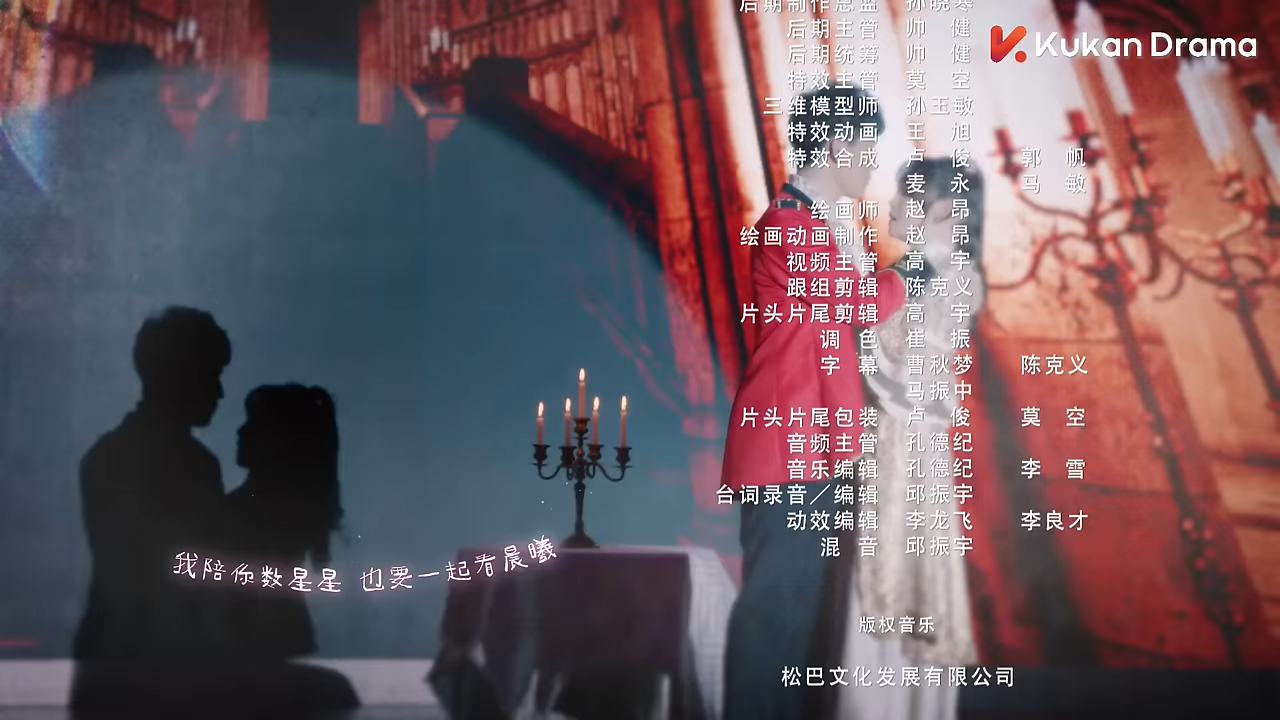 Kukan Drama
后期制作总监 孙晓寒
后期主管 帅健
后期统筹 帅健
特效主管 莫空
三维模型师 孙玉敏
特效动画 王旭
特效合成 卢俊 郭帆
麦永 马敏
绘画师 赵昂
绘画动画制作 赵昂
视频主管 高宇
跟组剪辑 陈克义
片头片尾剪辑 高宇
调色 崔振
字幕 曹秋梦 陈克义
马振中
片头片尾包装 卢俊 莫空
音频主管 孔德纪
音乐编辑 孔德纪 李雪
台词录音／编辑 邱振宇
动效编辑 李龙飞 李良才
混音 邱振宇
我陪你数星星 也要一起看晨曦
版权音乐
松巴文化发展有限公司